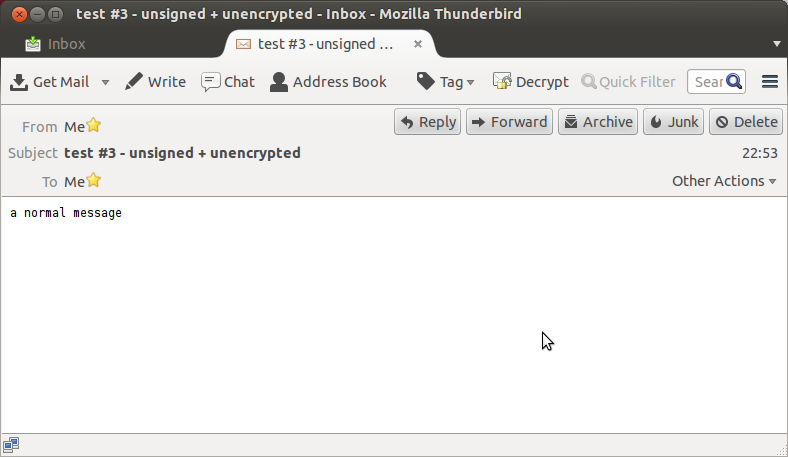 test #3 - unsigned + unencrypted - Inbox - Mozilla Thunderbird
Inbox test #3 - unsigned ...
Get Mail Write Chat Address Book Tag Decrypt Quick Filter Sear
From Me Reply Forward Archive Junk Delete
Subject test #3 - unsigned + unencrypted 22:53
To Me Other Actions
a normal message